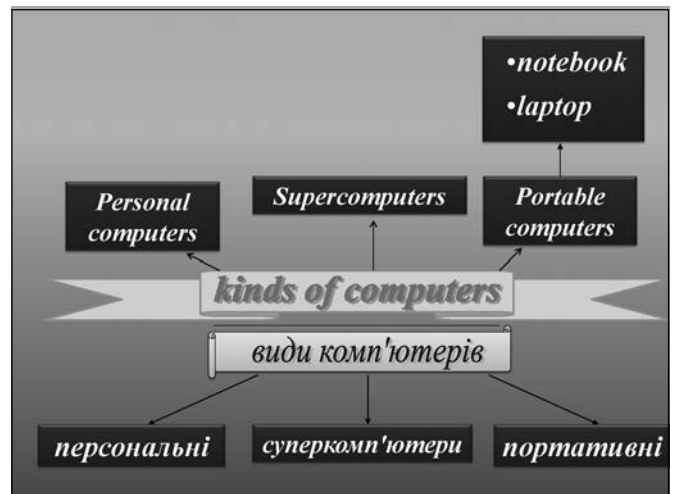 •notebook
•laptop
Personal
computers
Supercomputers
Portable
computers
kinds of computers
види комп'ютерів
персональні
суперкомп'ютери
портативні